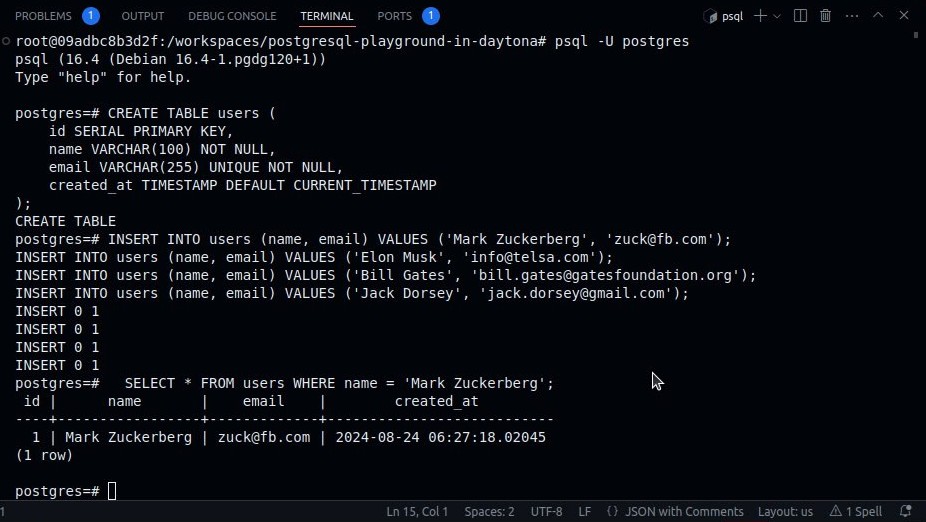 PROBLEMS 1 OUTPUT DEBUG CONSOLE TERMINAL PORTS 1 psql
root@09adbc8b3d2f:/workspaces/postgresql-playground-in-daytona# psql -U postgres
psql (16.4 (Debian 16.4-1.pgdg120+1))
Type "help" for help.
postgres=# CREATE TABLE users (
    id SERIAL PRIMARY KEY,
    name VARCHAR(100) NOT NULL,
    email VARCHAR(255) UNIQUE NOT NULL,
    created_at TIMESTAMP DEFAULT CURRENT_TIMESTAMP
);
CREATE TABLE
postgres=# INSERT INTO users (name, email) VALUES ('Mark Zuckerberg', 'zuck@fb.com');
INSERT INTO users (name, email) VALUES ('Elon Musk', 'info@telsa.com');
INSERT INTO users (name, email) VALUES ('Bill Gates', 'bill.gates@gatesfoundation.org');
INSERT INTO users (name, email) VALUES ('Jack Dorsey', 'jack.dorsey@gmail.com');
INSERT 0 1
INSERT 0 1
INSERT 0 1
INSERT 0 1
postgres=#   SELECT * FROM users WHERE name = 'Mark Zuckerberg';
 id |      name       |    email    |        created_at
----+-----------------+-------------+---------------------------
  1 | Mark Zuckerberg | zuck@fb.com | 2024-08-24 06:27:18.02045
(1 row)
postgres=#
1 Ln 15, Col 1 Spaces: 2 UTF-8 LF {} JSON with Comments Layout: us 1 Spell